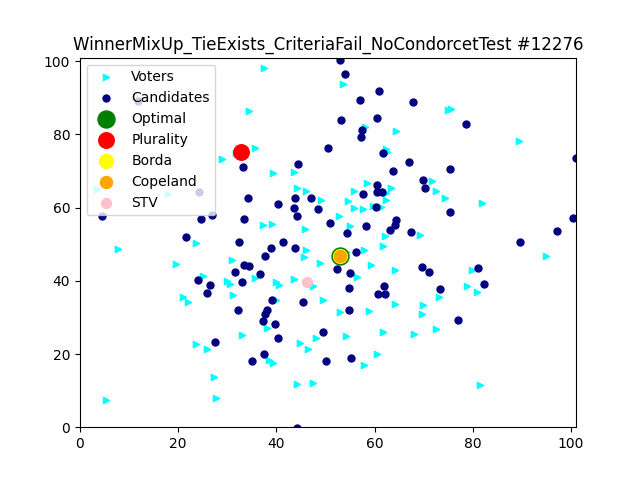 WinnerMixUp_TieExists_CriteriaFail_NoCondorcetTest #12276
Voters
Candidates
Optimal
Plurality
Borda
Copeland
STV
100
80
60
40
20
0
0 20 40 60 80 100